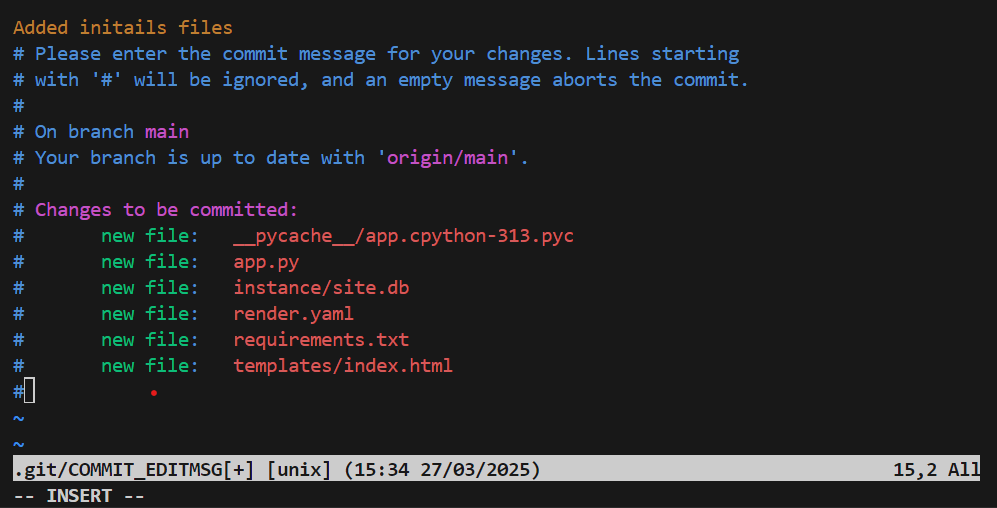 Added initails files
# Please enter the commit message for your changes. Lines starting
# with '#' will be ignored, and an empty message aborts the commit.
#
# On branch main
# Your branch is up to date with 'origin/main'.
#
# Changes to be committed:
#       new file:   __pycache__/app.cpython-313.pyc
#       new file:   app.py
#       new file:   instance/site.db
#       new file:   render.yaml
#       new file:   requirements.txt
#       new file:   templates/index.html
#
~
~
.git/COMMIT_EDITMSG[+] [unix] (15:34 27/03/2025) 15,2 All
-- INSERT --